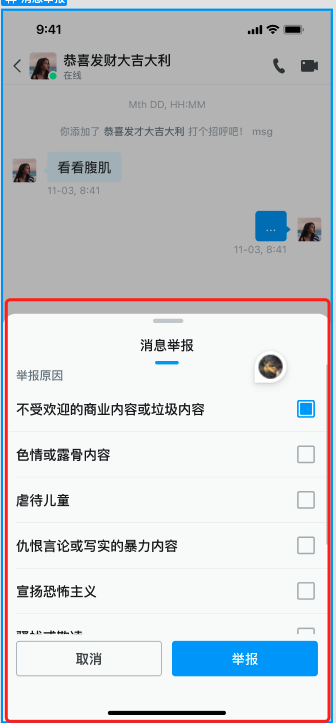 消息举报
9:41
恭喜发财大吉大利
在线
Mth DD, HH:MM
你添加了 恭喜发才大吉大利 打个招呼吧！ msg
看看腹肌
11-03, 8:41
...
11-03, 8:41
消息举报
举报原因
不受欢迎的商业内容或垃圾内容
色情或露骨内容
虐待儿童
仇恨言论或写实的暴力内容
宣扬恐怖主义
取消
举报